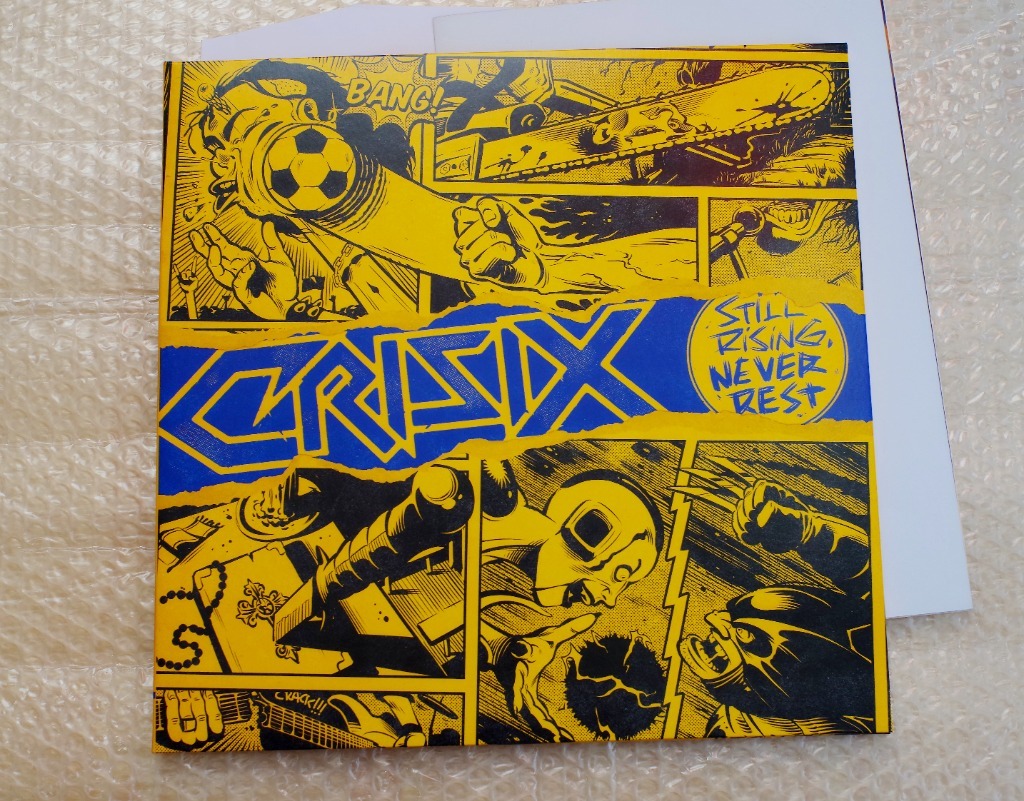 BANG!
CRISIX
STILL
RISING.
NEVER
REST
CRACK!!!